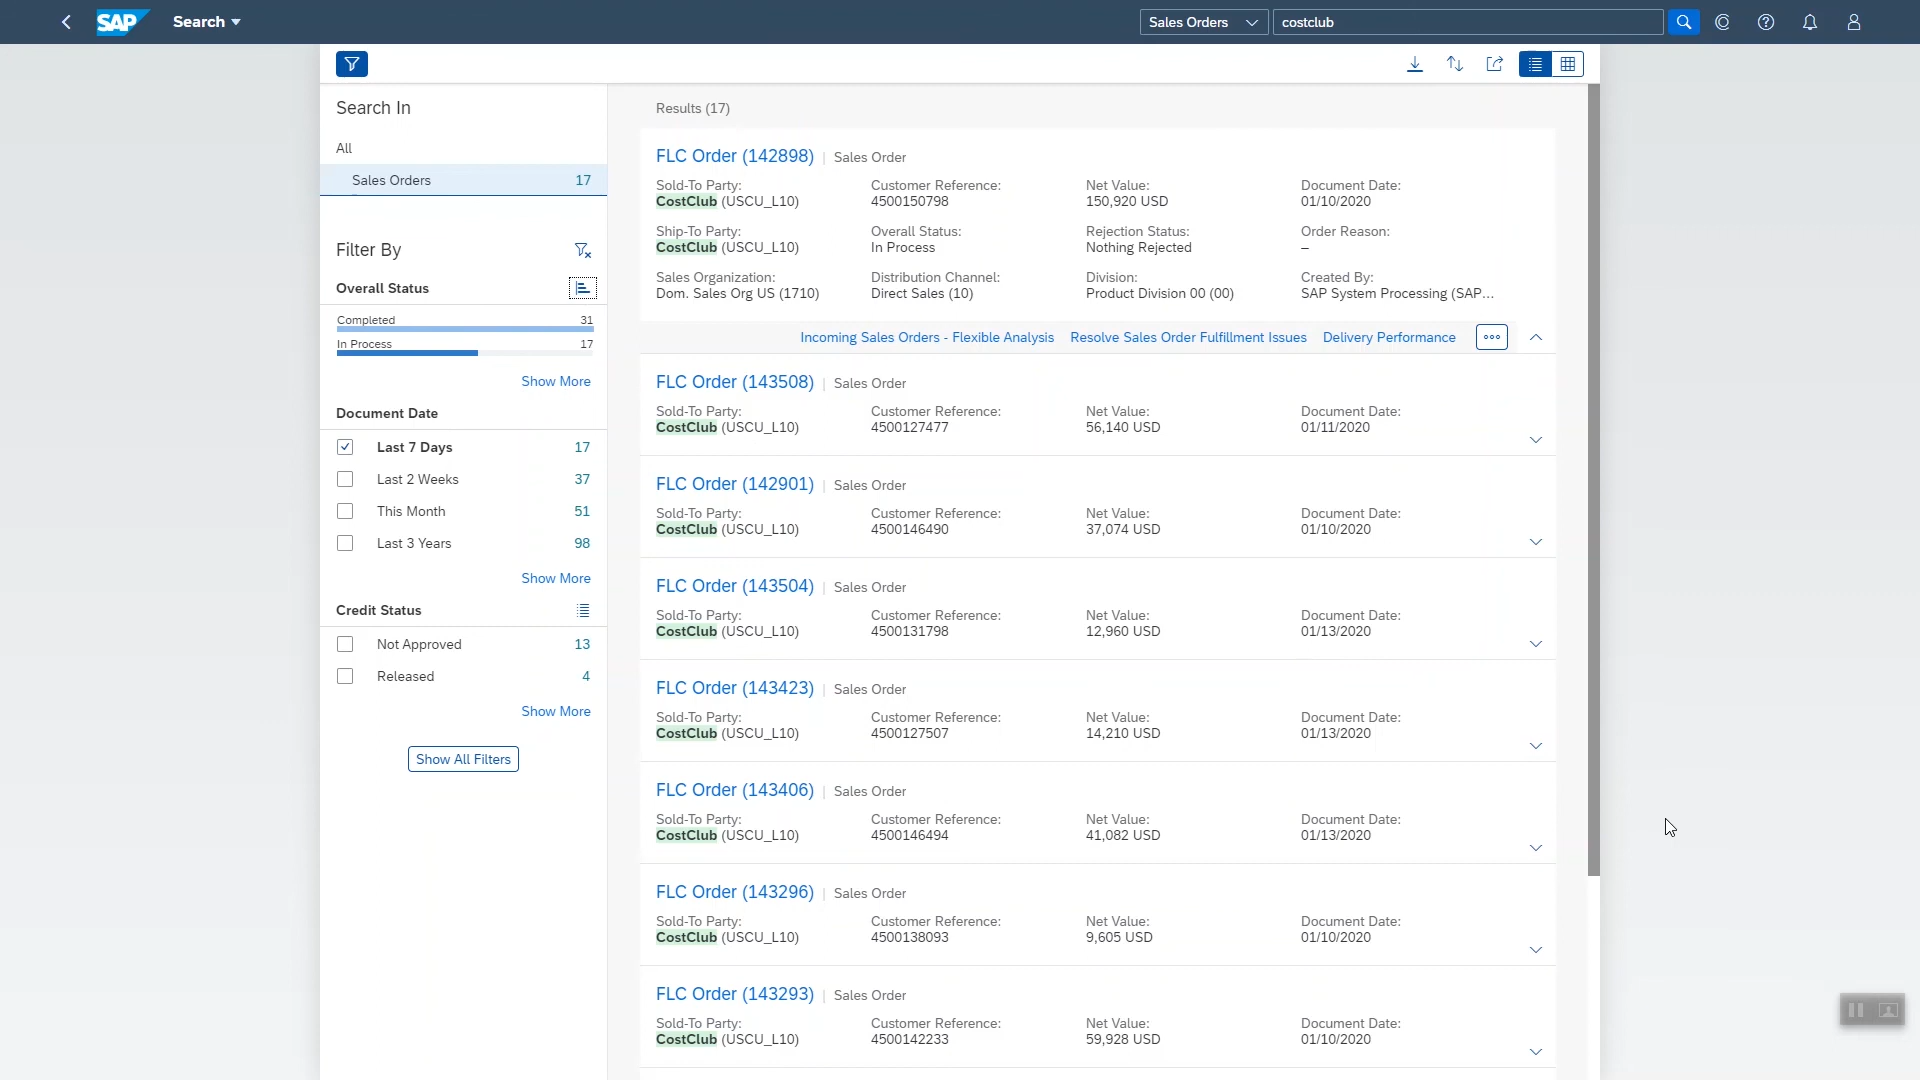 SAP Search Sales Orders costclub
Search In
All
Sales Orders 17
Filter By
Overall Status
Completed 31
In Process 17
Show More
Document Date
Last 7 Days 17
Last 2 Weeks 37
This Month 51
Last 3 Years 98
Show More
Credit Status
Not Approved 13
Released 4
Show More
Show All Filters
Results (17)
FLC Order (142898) | Sales Order
Sold-To Party: Customer Reference: Net Value: Document Date:
CostClub (USCU_L10) 4500150798 150,920 USD 01/10/2020
Ship-To Party: Overall Status: Rejection Status: Order Reason:
CostClub (USCU_L10) In Process Nothing Rejected –
Sales Organization: Distribution Channel: Division: Created By:
Dom. Sales Org US (1710) Direct Sales (10) Product Division 00 (00) SAP System Processing (SAP...
Incoming Sales Orders - Flexible Analysis Resolve Sales Order Fulfillment Issues Delivery Performance
FLC Order (143508) | Sales Order
Sold-To Party: Customer Reference: Net Value: Document Date:
CostClub (USCU_L10) 4500127477 56,140 USD 01/11/2020
FLC Order (142901) | Sales Order
Sold-To Party: Customer Reference: Net Value: Document Date:
CostClub (USCU_L10) 4500146490 37,074 USD 01/10/2020
FLC Order (143504) | Sales Order
Sold-To Party: Customer Reference: Net Value: Document Date:
CostClub (USCU_L10) 4500131798 12,960 USD 01/13/2020
FLC Order (143423) | Sales Order
Sold-To Party: Customer Reference: Net Value: Document Date:
CostClub (USCU_L10) 4500127507 14,210 USD 01/13/2020
FLC Order (143406) | Sales Order
Sold-To Party: Customer Reference: Net Value: Document Date:
CostClub (USCU_L10) 4500146494 41,082 USD 01/13/2020
FLC Order (143296) | Sales Order
Sold-To Party: Customer Reference: Net Value: Document Date:
CostClub (USCU_L10) 4500138093 9,605 USD 01/10/2020
FLC Order (143293) | Sales Order
Sold-To Party: Customer Reference: Net Value: Document Date:
CostClub (USCU_L10) 4500142233 59,928 USD 01/10/2020